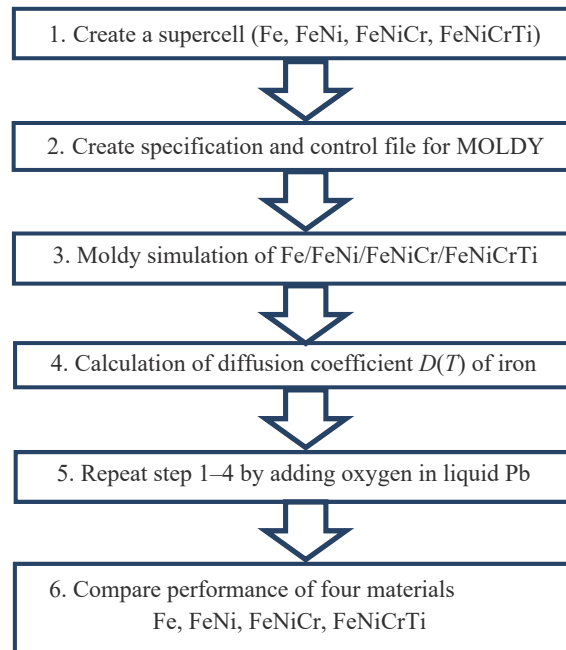 1. Create a supercell (Fe, FeNi, FeNiCr, FeNiCrTi)
2. Create specification and control file for MOLDY
3. Moldy simulation of Fe/FeNi/FeNiCr/FeNiCrTi
4. Calculation of diffusion coefficient D(T) of iron
5. Repeat step 1–4 by adding oxygen in liquid Pb
6. Compare performance of four materials
Fe, FeNi, FeNiCr, FeNiCrTi